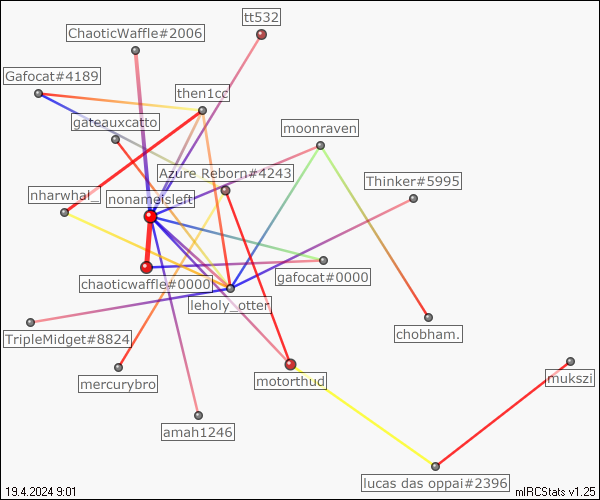 tt532
ChaoticWaffle#2006
Gafocat#4189
then1cc
gateauxcatto
moonraven
Azure Reborn#4243
Thinker#5995
nharwhal_
nonameisleft
gafocat#0000
chaoticwaffle#0000
leholy_otter
TripleMidget#8824
chobham.
mercurybro
motorthud
mukszi
amah1246
lucas das oppai#2396
19.4.2024 9:01
mIRCStats v1.25